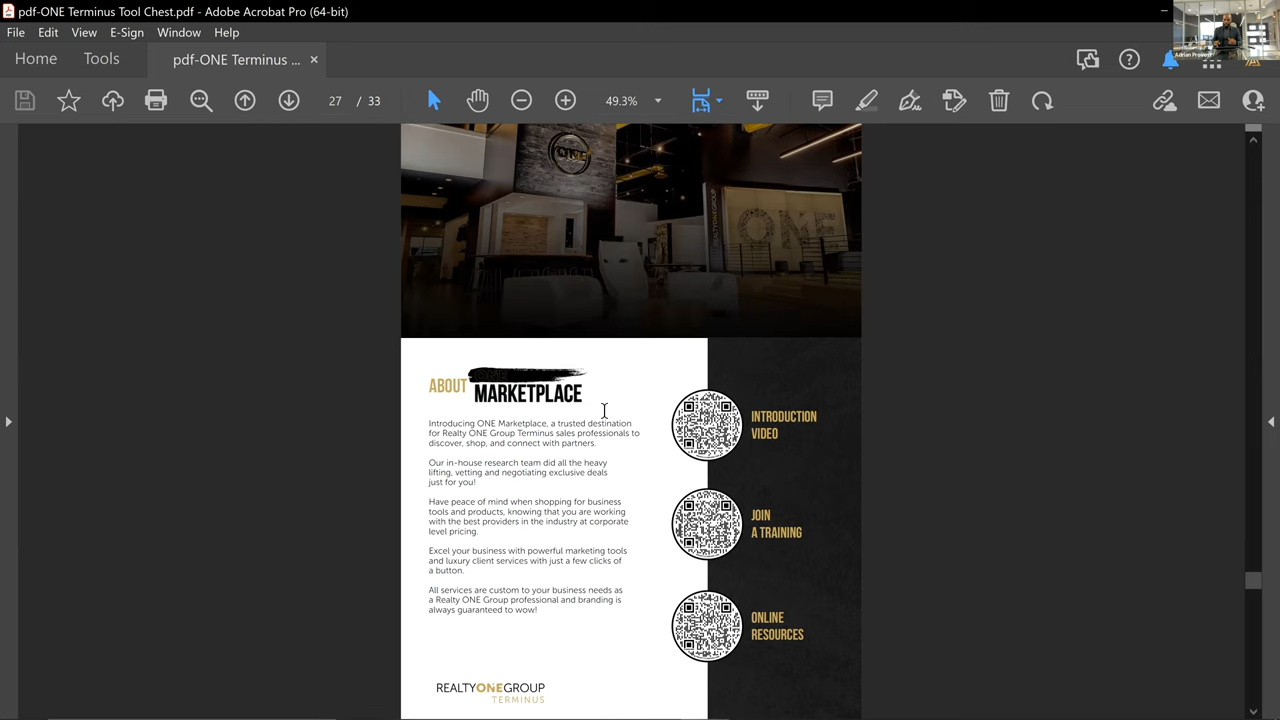 pdf-ONE Terminus Tool Chest.pdf - Adobe Acrobat Pro (64-bit)
File Edit View E-Sign Window Help
Home Tools pdf-ONE Terminus ... ×
27 / 33 49.3%
Adrian Provost
ONE
REALTYONEGROUP
ONE
ABOUT ONE
MARKETPLACE
Introducing ONE Marketplace, a trusted destination
for Realty ONE Group Terminus sales professionals to
discover, shop, and connect with partners.
Our in-house research team did all the heavy
lifting, vetting and negotiating exclusive deals
just for you!
Have peace of mind when shopping for business
tools and products, knowing that you are working
with the best providers in the industry at corporate
level pricing.
Excel your business with powerful marketing tools
and luxury client services with just a few clicks of
a button.
All services are custom to your business needs as
a Realty ONE Group professional and branding is
always guaranteed to wow!
INTRODUCTION
VIDEO
JOIN
A TRAINING
ONLINE
RESOURCES
REALTYONEGROUP
TERMINUS